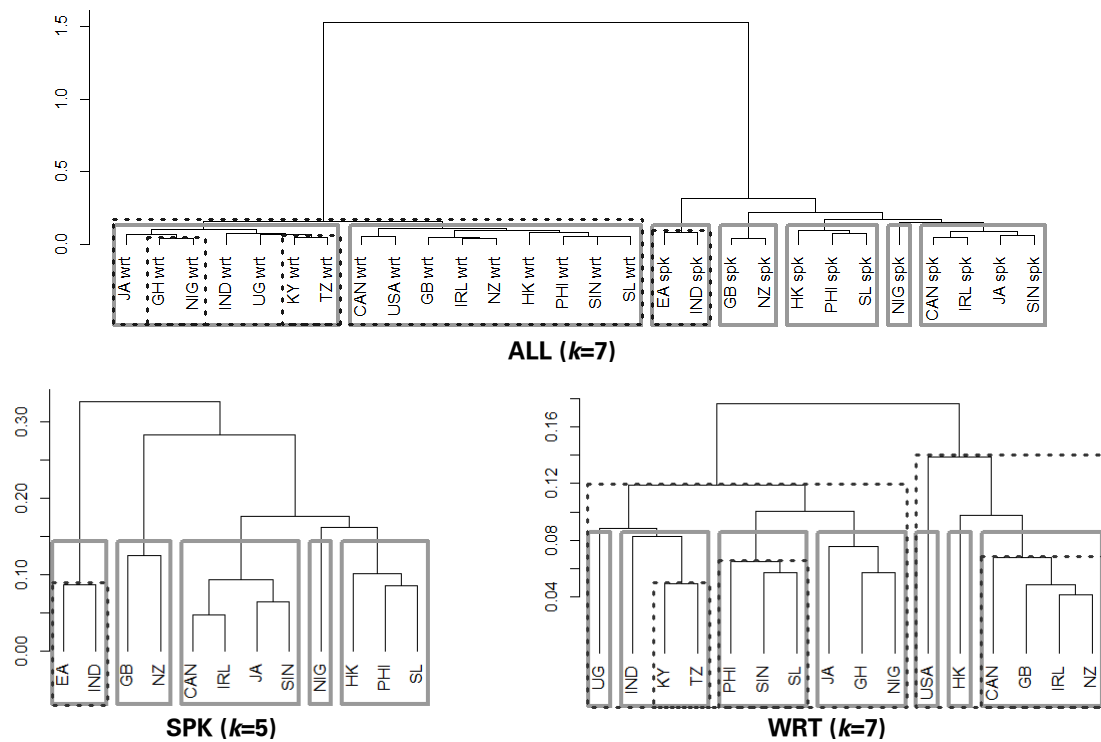 1.5
1.0
0.5
0.0
JA wrt
GH wrt
NIG wrt
IND wrt
UG wrt
KY wrt
TZ wrt
CAN wrt
USA wrt
GB wrt
IRL wrt
NZ wrt
HK wrt
PHI wrt
SIN wrt
SL wrt
EA spk
IND spk
GB spk
NZ spk
HK spk
PHI spk
SL spk
NIG spk
CAN spk
IRL spk
JA spk
SIN spk
ALL (k=7)
0.30
0.20
0.10
0.00
EA
IND
GB
NZ
CAN
IRL
JA
SIN
NIG
HK
PHI
SL
SPK (k=5)
0.16
0.12
0.08
0.04
UG
IND
KY
TZ
PHI
SIN
SL
JA
GH
NIG
USA
HK
CAN
GB
IRL
NZ
WRT (k=7)